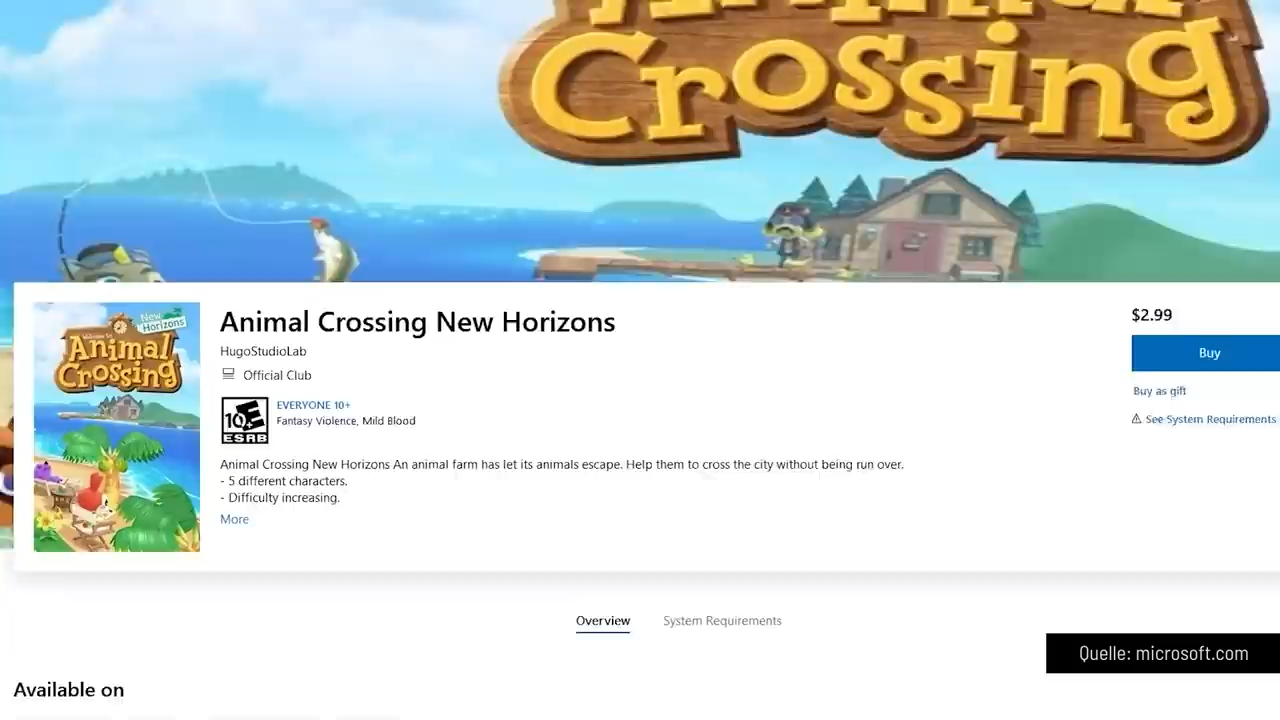 Animal
Crossing
New
Horizons
Animal
Crossing
Animal Crossing New Horizons
HugoStudioLab
Official Club
$2.99
Buy
Buy as gift
See System Requirements
10+
E
ESRB
EVERYONE 10+
Fantasy Violence, Mild Blood
Animal Crossing New Horizons An animal farm has let its animals escape. Help them to cross the city without being run over.
- 5 different characters.
- Difficulty increasing.
More
Overview
System Requirements
Quelle: microsoft.com
Available on